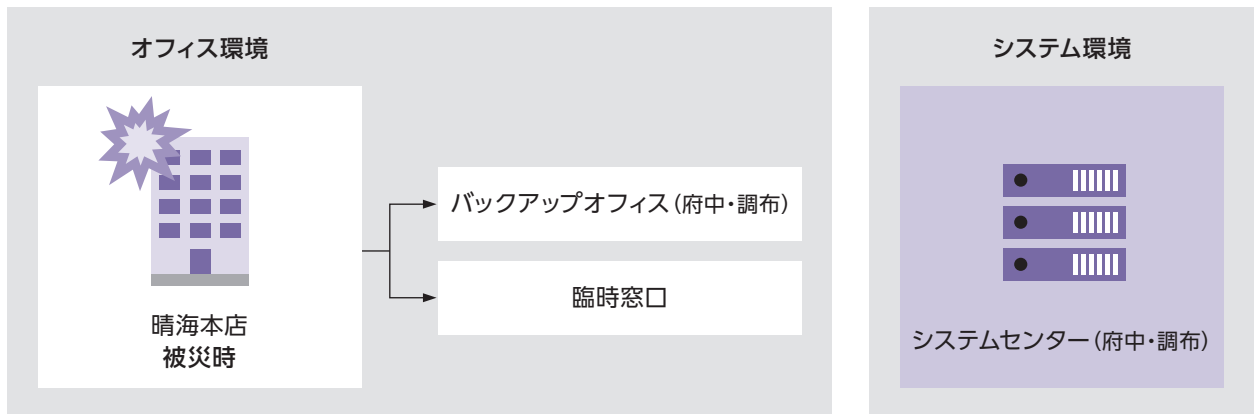 オフィス環境
晴海本店
被災時
バックアップオフィス（府中・調布）
臨時窓口
システム環境
システムセンター（府中・調布）